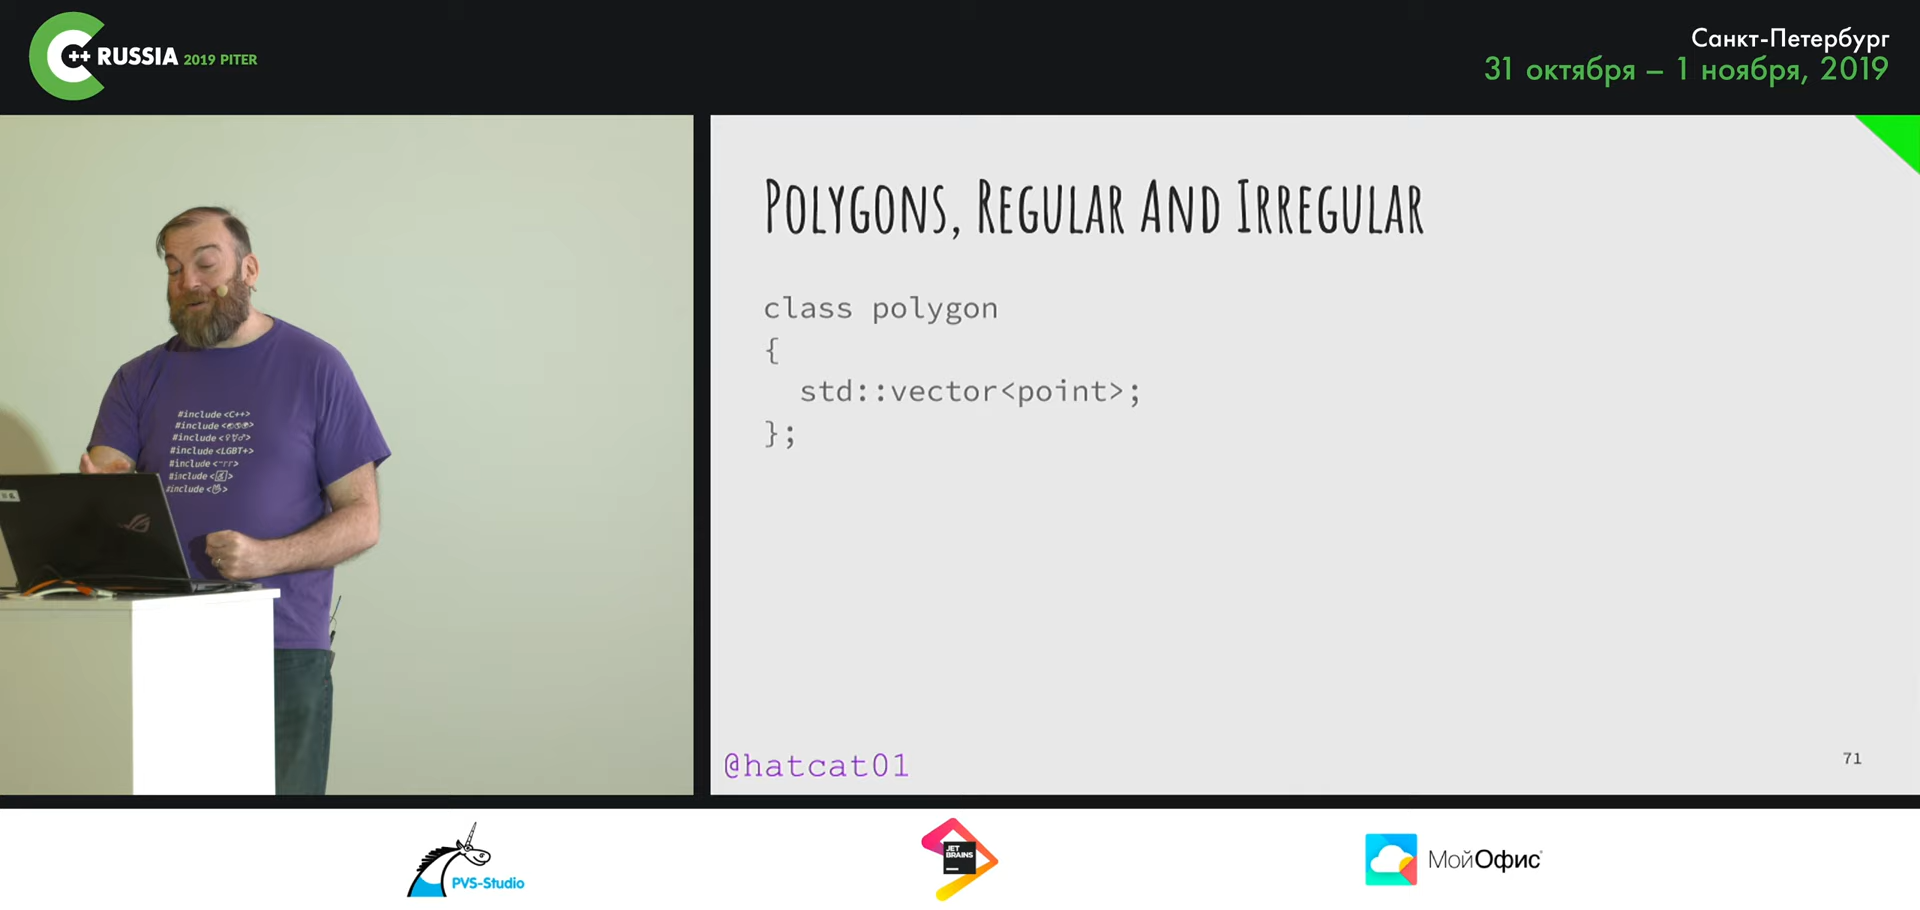 C++ RUSSIA 2019 PITER
Санкт-Петербург
31 октября – 1 ноября, 2019
#include <C++>
#include <LGBT+>
POLYGONS, REGULAR AND IRREGULAR
class polygon
{
  std::vector<point>;
};
@hatcat01
71
PVS-Studio
JET
BRAINS
МойОфис